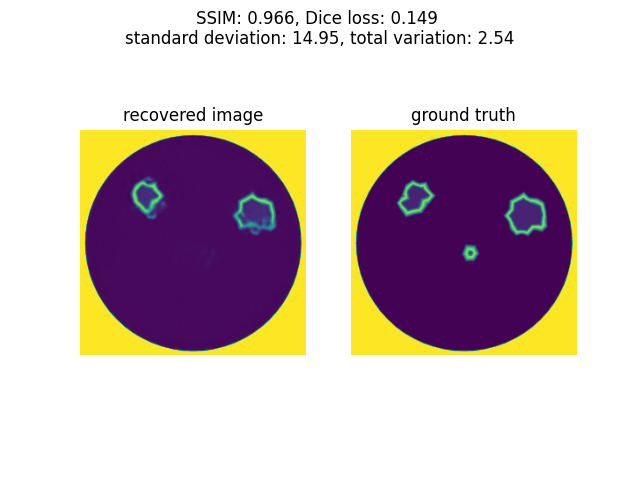 SSIM: 0.966, Dice loss: 0.149
standard deviation: 14.95, total variation: 2.54
recovered image
ground truth